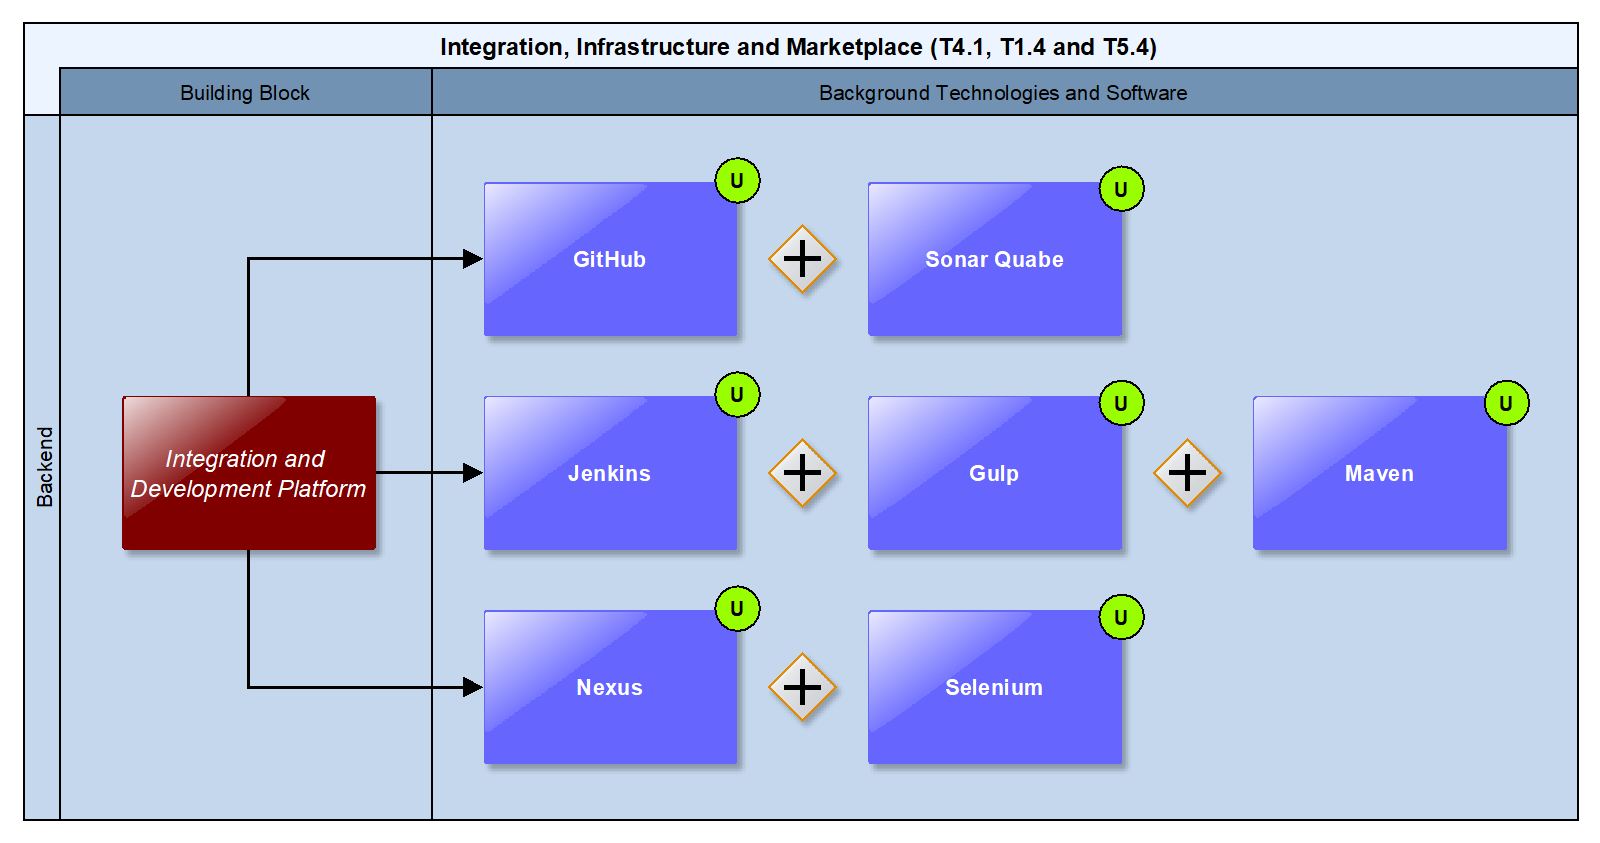 Integration, Infrastructure and Marketplace (T4.1, T1.4 and T5.4)
Building Block
Background Technologies and Software
Backend
U
U
GitHub
Sonar Quabe
U
U
U
Integration and
Development Platform
Jenkins
Gulp
Maven
U
U
Nexus
Selenium